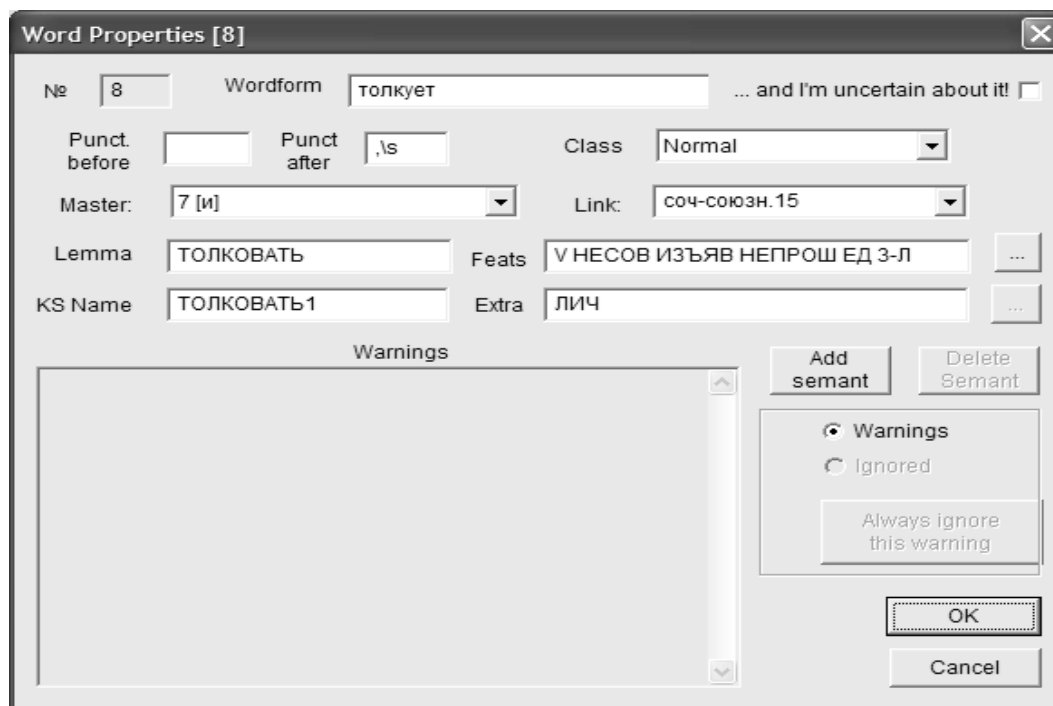 Word Properties [8]
№ 8 Wordform толкует ... and I'm uncertain about it!
Punct. before Punct after ,\s Class Normal
Master: 7 [и] Link: соч-союзн.15
Lemma ТОЛКОВАТЬ Feats V НЕСОВ ИЗЪЯВ НЕПРОШ ЕД 3-Л ...
KS Name ТОЛКОВАТЬ1 Extra ЛИЧ ...
Warnings
Add semant
Delete Semant
Warnings
Ignored
Always ignore this warning
OK
Cancel